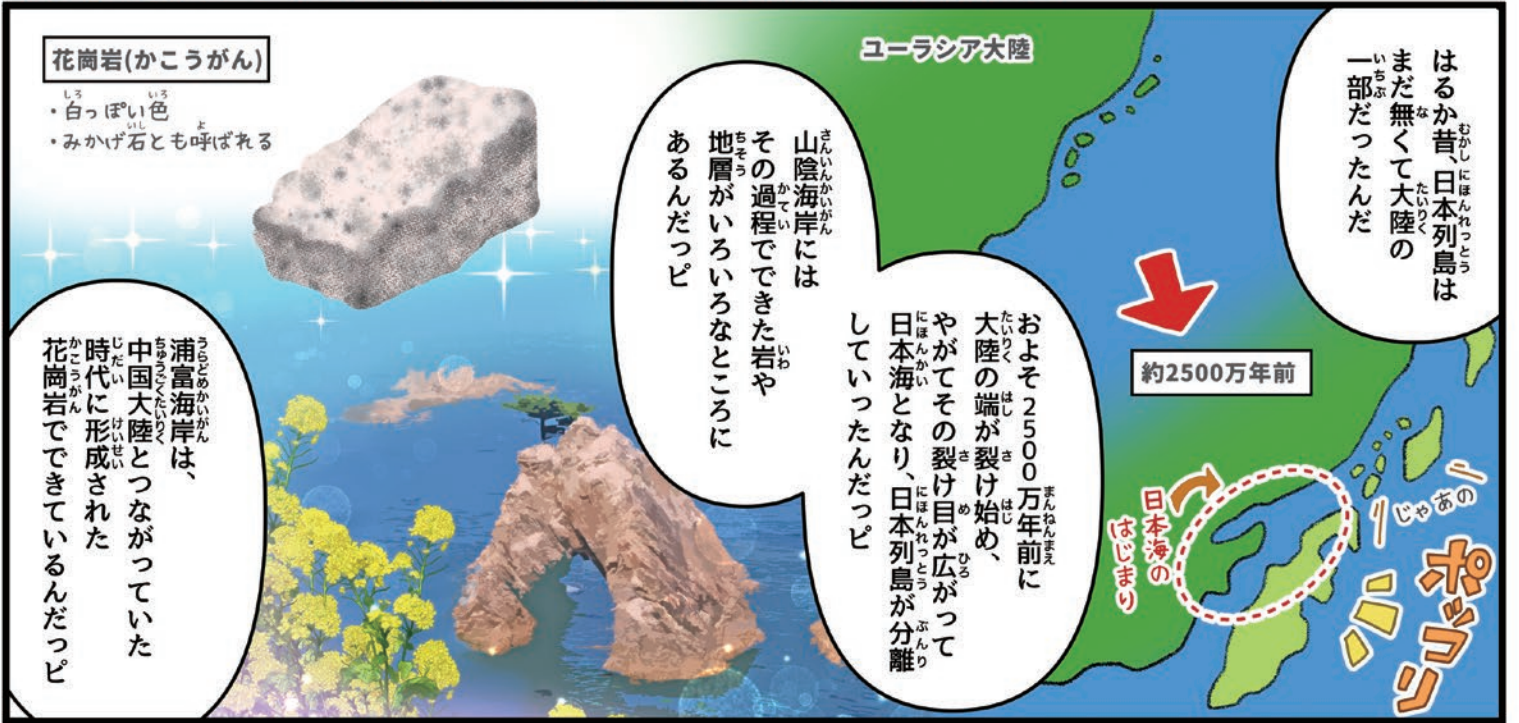 はるか昔、日本列島は
まだ無くて大陸の
一部だったんだ
ユーラシア大陸
約2500万年前
じゃあの
ポッコリ
日本海の
はじまり
およそ2500万年前に
大陸の端が裂け始め、
やがてその裂け目が広がって
日本海となり、日本列島が分離
していったんだっピ
山陰海岸には
その過程でできた岩や
地層がいろいろなところに
あるんだっピ
花崗岩(かこうがん)
・白っぽい色
・みかげ石とも呼ばれる
浦富海岸は、
中国大陸とつながっていた
時代に形成された
花崗岩でできているんだっピ